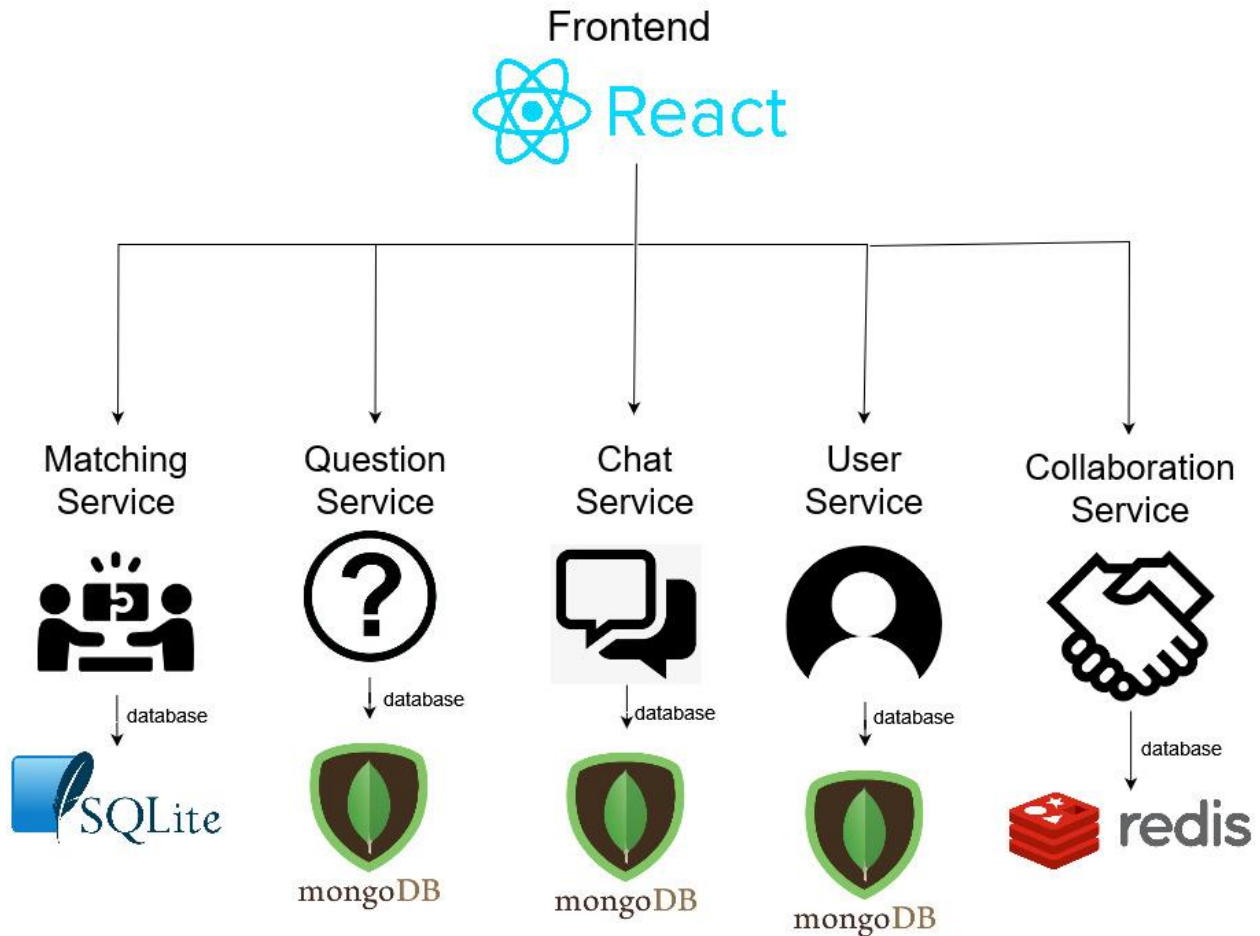 Frontend
React
Matching
Service
Question
Service
Chat
Service
User
Service
Collaboration
Service
?
database
database
database
database
database
SQLite
mongoDB
mongoDB
mongoDB
redis